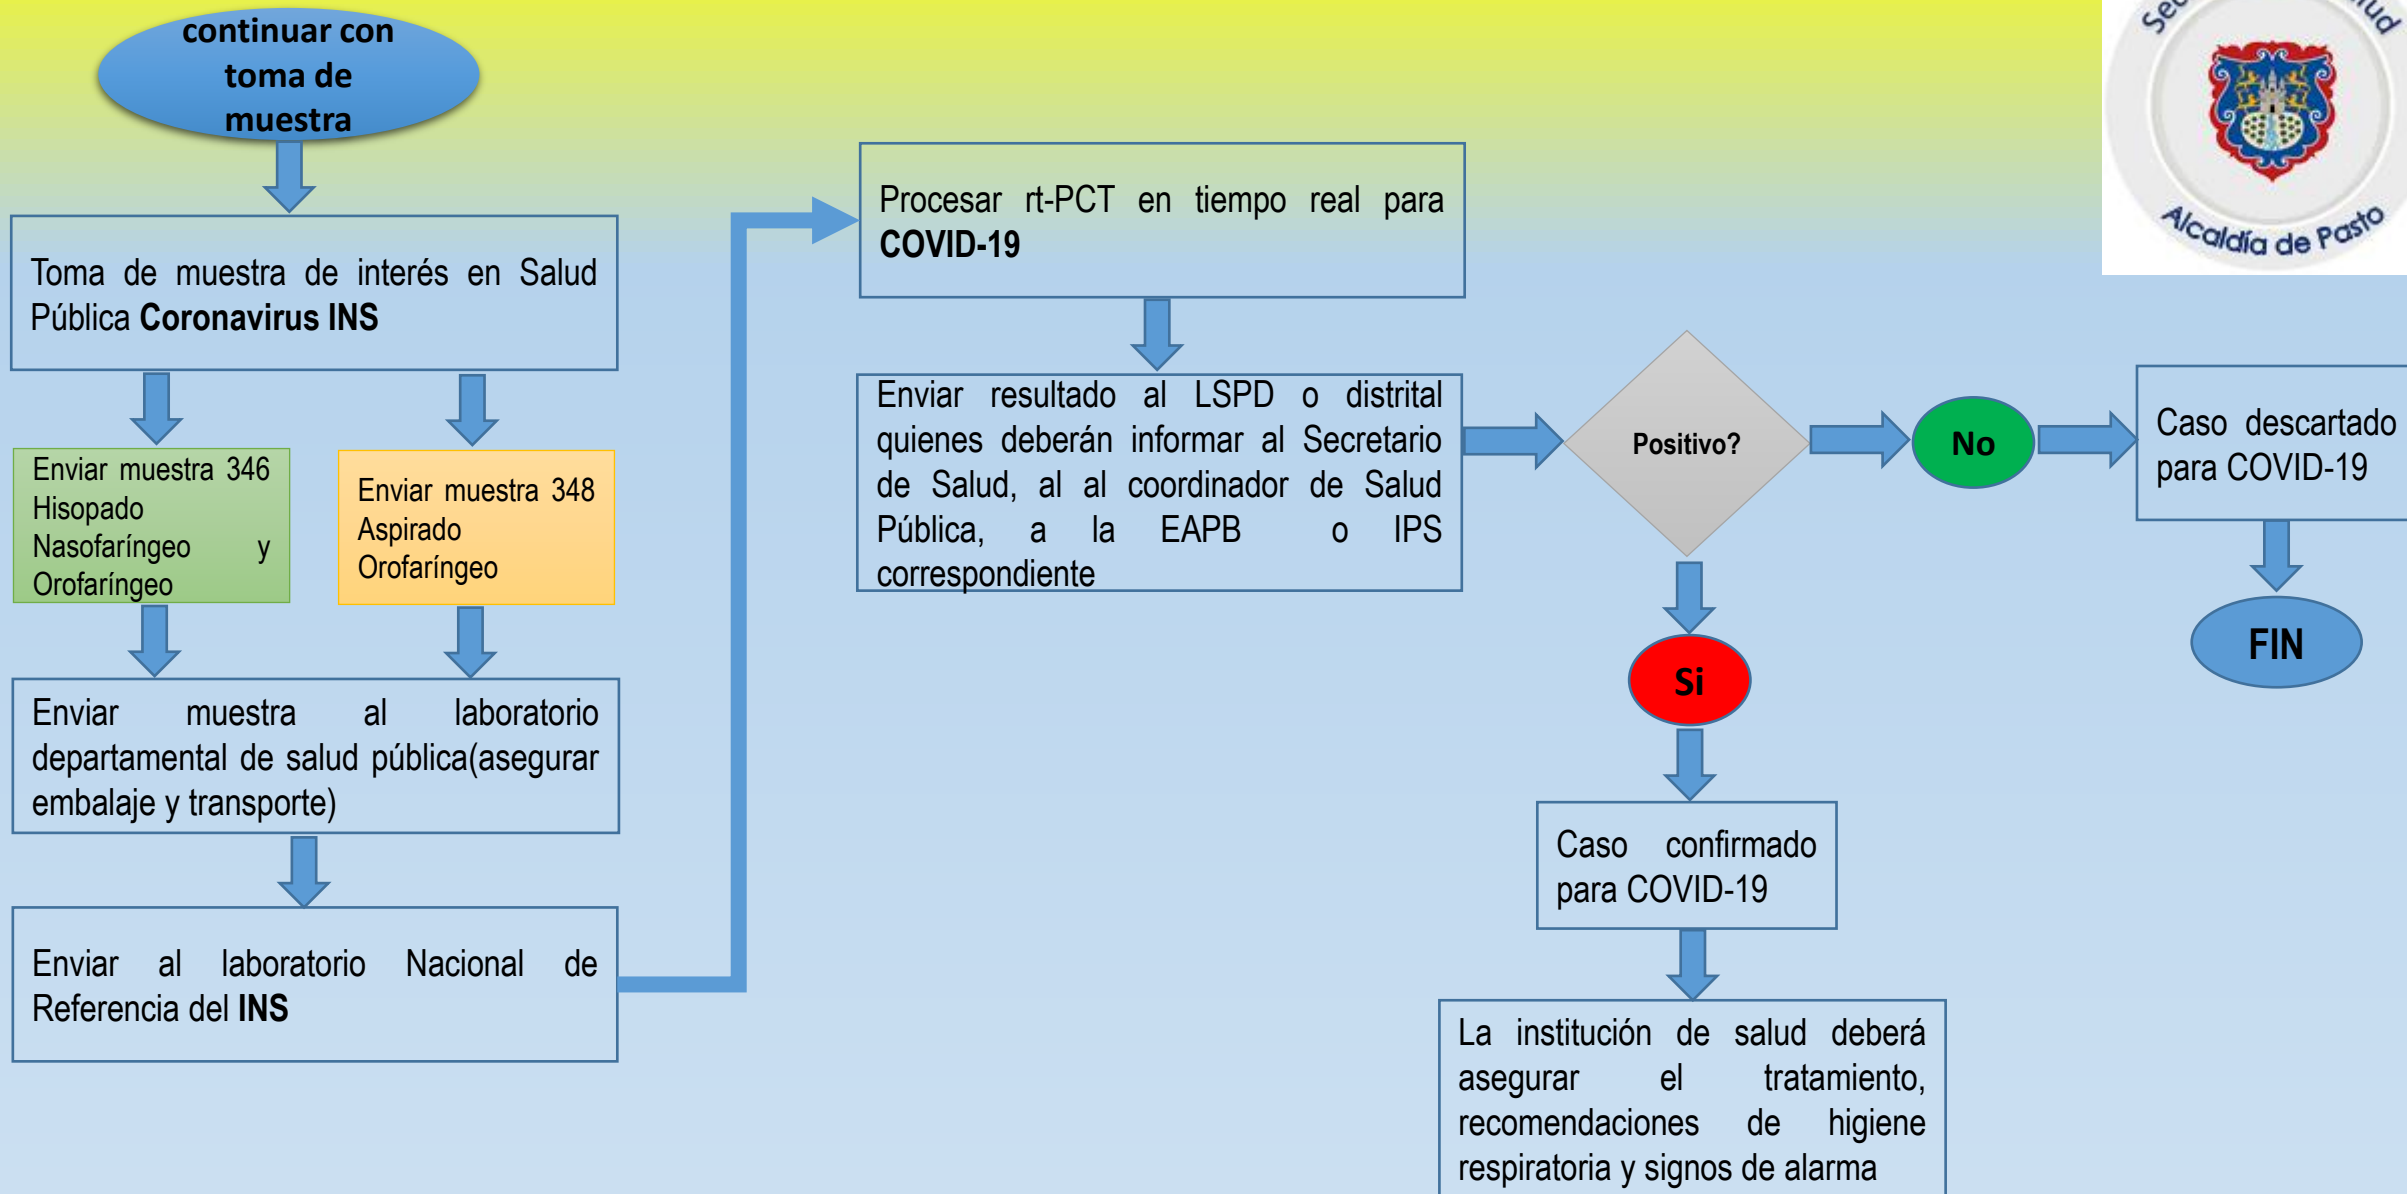 continuar con
toma de
muestra
Toma de muestra de interés en Salud
Pública Coronavirus INS
Enviar muestra 346
Hisopado
Nasofaríngeo y
Orofaríngeo
Enviar muestra 348
Aspirado
Orofaríngeo
Enviar muestra al laboratorio
departamental de salud pública(asegurar
embalaje y transporte)
Enviar al laboratorio Nacional de
Referencia del INS
Procesar rt-PCT en tiempo real para
COVID-19
Enviar resultado al LSPD o distrital
quienes deberán informar al Secretario
de Salud, al al coordinador de Salud
Pública, a la EAPB o IPS
correspondiente
Positivo?
No
Caso descartado
para COVID-19
FIN
Si
Caso confirmado
para COVID-19
La institución de salud deberá
asegurar el tratamiento,
recomendaciones de higiene
respiratoria y signos de alarma
Alcaldía de Pasto